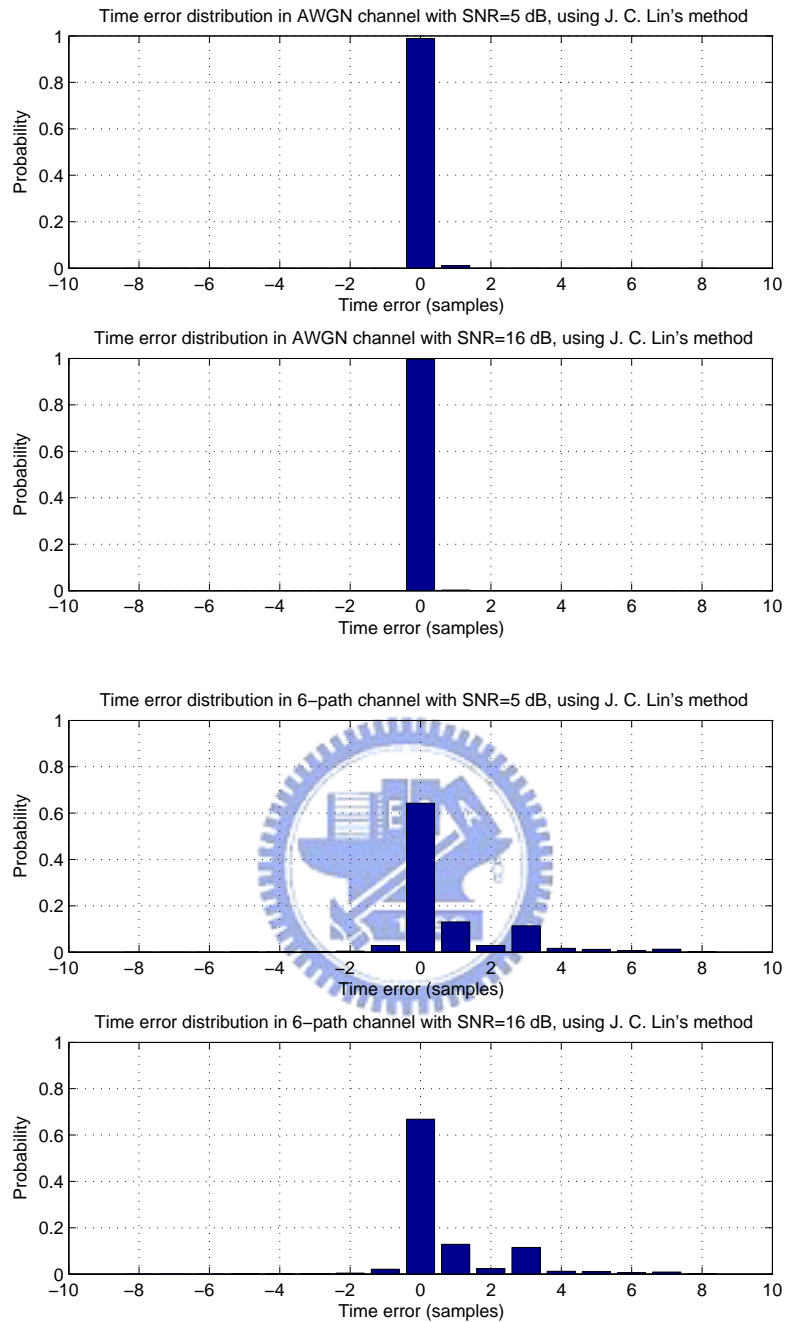 Time error distribution in AWGN channel with SNR=5 dB, using J. C. Lin's method
1
0.8
0.6
0.4
0.2
0
Probability
−10 −8 −6 −4 −2 0 2 4 6 8 10
Time error (samples)
Time error distribution in AWGN channel with SNR=16 dB, using J. C. Lin's method
1
0.8
0.6
0.4
0.2
0
Probability
−10 −8 −6 −4 −2 0 2 4 6 8 10
Time error (samples)
Time error distribution in 6−path channel with SNR=5 dB, using J. C. Lin's method
1
0.8
0.6
0.4
0.2
0
Probability
−10 −8 −6 −4 −2 0 2 4 6 8 10
Time error (samples)
Time error distribution in 6−path channel with SNR=16 dB, using J. C. Lin's method
1
0.8
0.6
0.4
0.2
0
Probability
−10 −8 −6 −4 −2 0 2 4 6 8 10
Time error (samples)